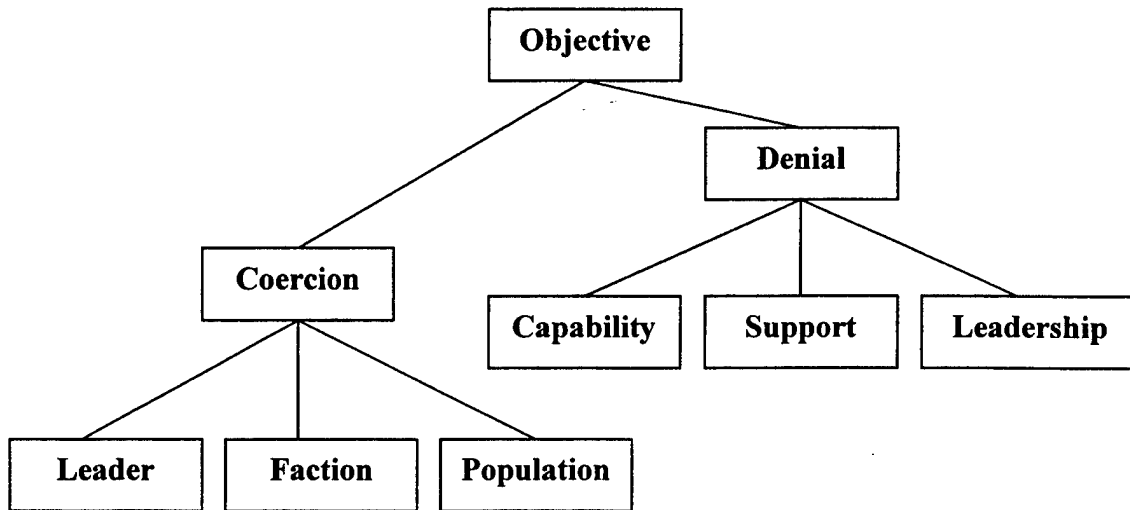 Objective
Denial
Coercion
Capability
Support
Leadership
Leader
Faction
Population